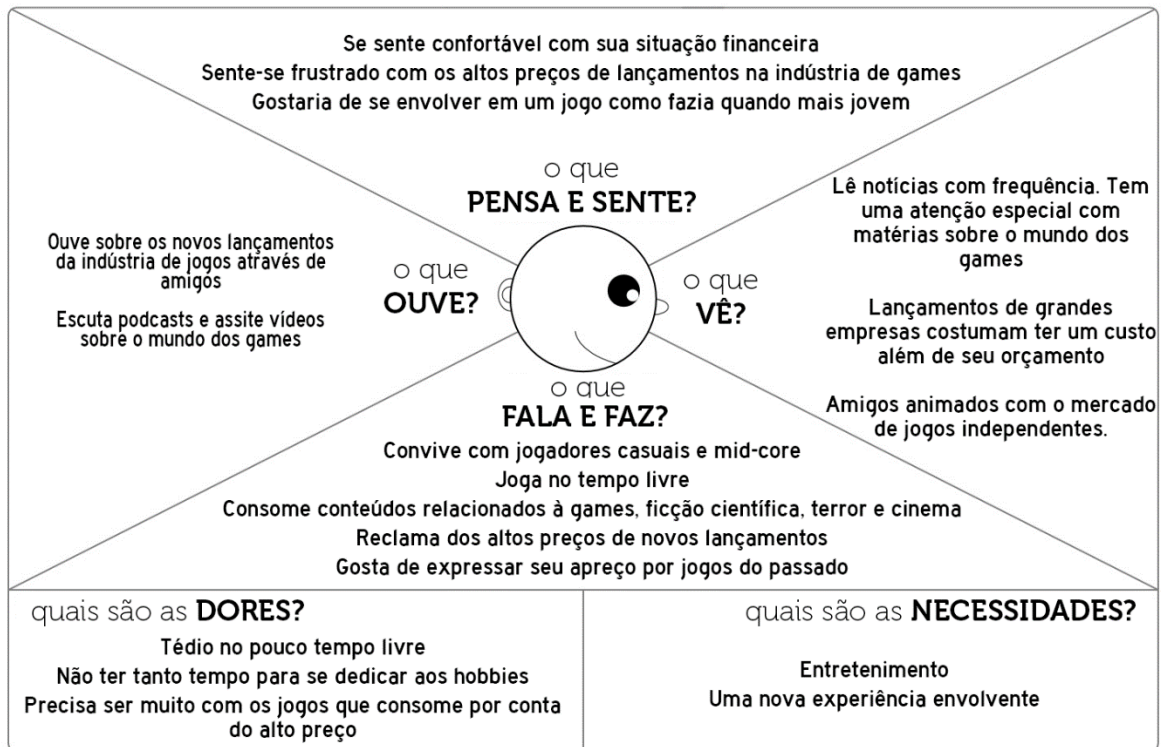 Se sente confortável com sua situação financeira
Sente-se frustrado com os altos preços de lançamentos na indústria de games
Gostaria de se envolver em um jogo como fazia quando mais jovem
o que
PENSA E SENTE?
Ouve sobre os novos lançamentos
da indústria de jogos através de
amigos
Escuta podcasts e assite vídeos
sobre o mundo dos games
o que
OUVE?
o que
VÊ?
Lê notícias com frequência. Tem
uma atenção especial com
matérias sobre o mundo dos
games
Lançamentos de grandes
empresas costumam ter um custo
além de seu orçamento
Amigos animados com o mercado
de jogos independentes.
o que
FALA E FAZ?
Convive com jogadores casuais e mid-core
Joga no tempo livre
Consome conteúdos relacionados à games, ficção científica, terror e cinema
Reclama dos altos preços de novos lançamentos
Gosta de expressar seu apreço por jogos do passado
quais são as DORES?
Tédio no pouco tempo livre
Não ter tanto tempo para se dedicar aos hobbies
Precisa ser muito com os jogos que consome por conta
do alto preço
quais são as NECESSIDADES?
Entretenimento
Uma nova experiência envolvente